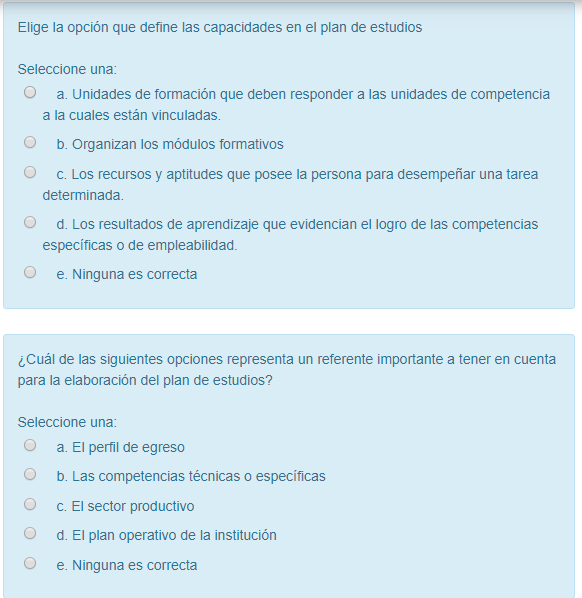 Elige la opción que define las capacidades en el plan de estudios
Seleccione una:
a. Unidades de formación que deben responder a las unidades de competencia
a la cuales están vinculadas.
b. Organizan los módulos formativos
c. Los recursos y aptitudes que posee la persona para desempeñar una tarea
determinada.
d. Los resultados de aprendizaje que evidencian el logro de las competencias
específicas o de empleabilidad.
e. Ninguna es correcta
¿Cuál de las siguientes opciones representa un referente importante a tener en cuenta
para la elaboración del plan de estudios?
Seleccione una:
a. El perfil de egreso
b. Las competencias técnicas o específicas
c. El sector productivo
d. El plan operativo de la institución
e. Ninguna es correcta